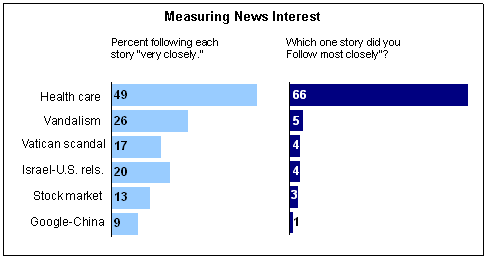 Measuring News Interest
Percent following each
story "very closely."
Which one story did you
Follow most closely"?
Health care 49 66
Vandalism 26 5
Vatican scandal 17 4
Israel-U.S. rels. 20 4
Stock market 13 3
Google-China 9 1